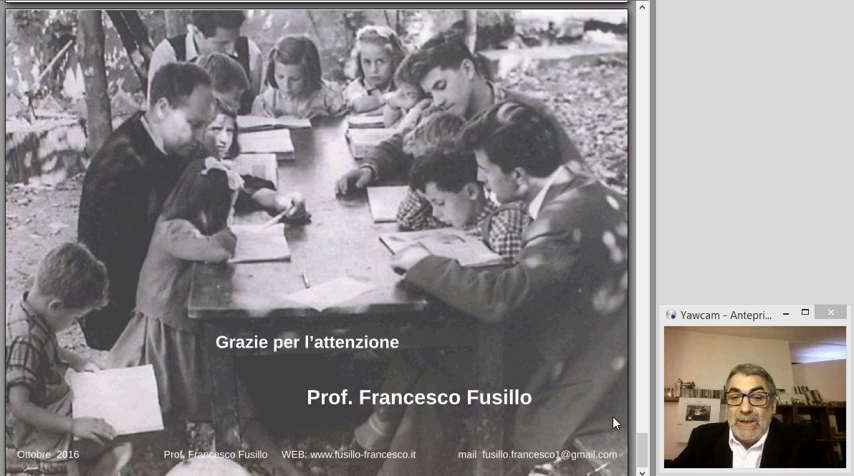 Grazie per l’attenzione
Prof. Francesco Fusillo
Ottobre 2016 Prof. Francesco Fusillo WEB: www.fusillo-francesco.it mail fusillo.francesco1@gmail.com
Yawcam - Antepri...